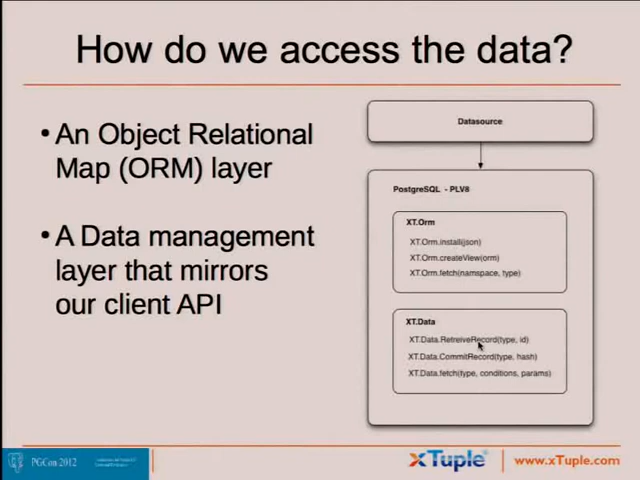 How do we access the data?
• An Object Relational
Map (ORM) layer
• A Data management
layer that mirrors
our client API
Datasource
PostgreSQL - PLV8
XT.Orm
XT.Orm.install(json)
XT.Orm.createView(orm)
XT.Orm.fetch(namspace, type)
XT.Data
XT.Data.RetreiveRecord(type, id)
XT.Data.CommitRecord(type, hash)
XT.Data.fetch(type, conditions, params)
PGCon 2012
xTuple
www.xTuple.com